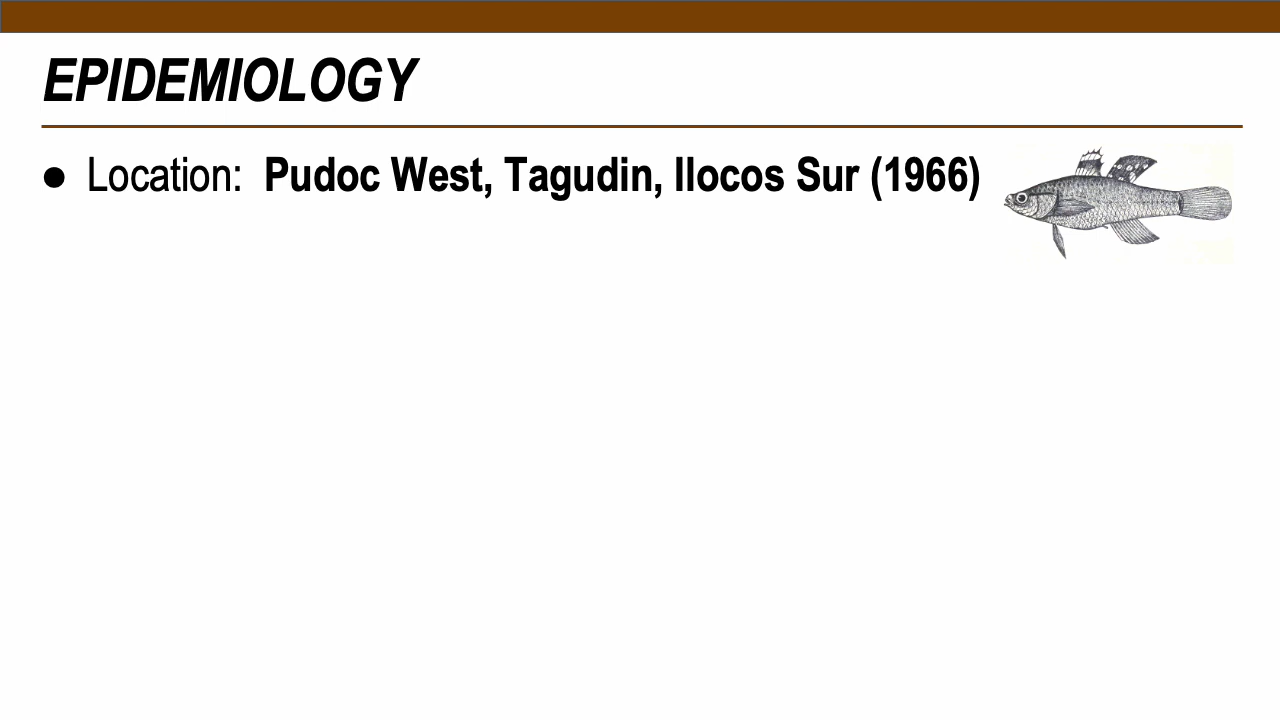 EPIDEMIOLOGY
● Location: Pudoc West, Tagudin, Ilocos Sur (1966)